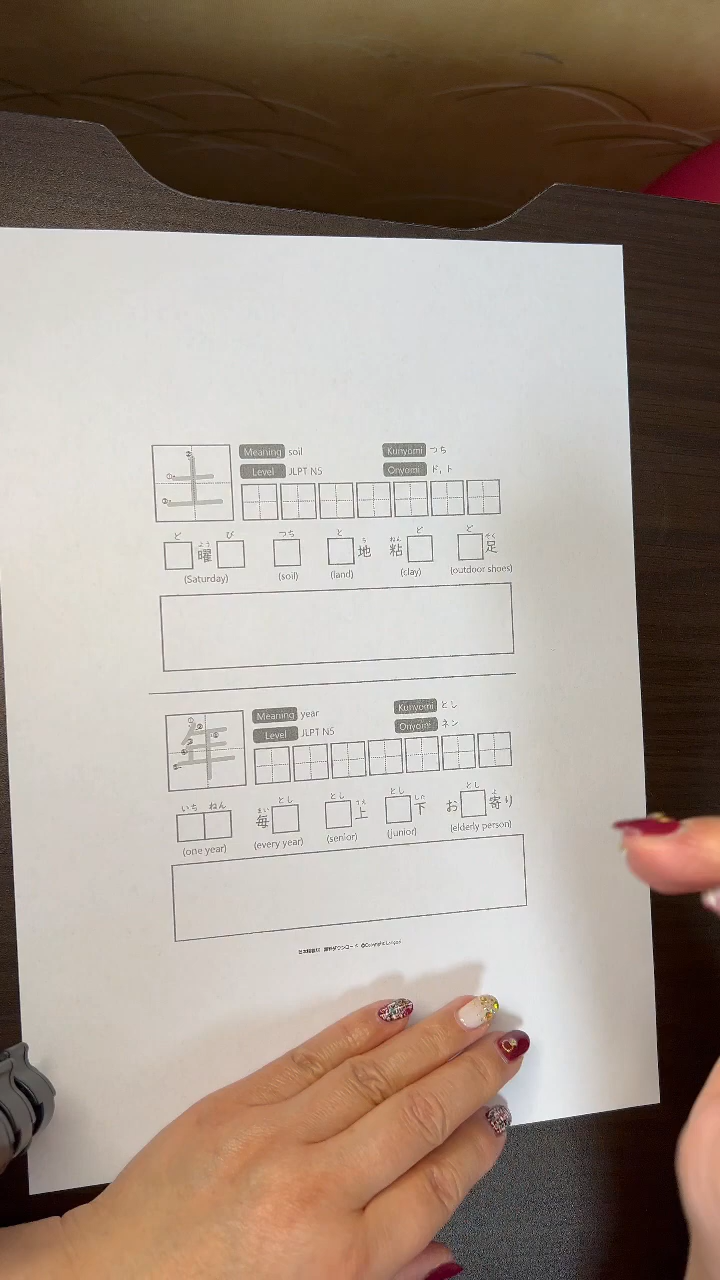 土 Meaning soil Kunyomi つち
Level JLPT N5 Onyomi ド, ト
ど よう び つち と ち ねん ど ど そく
曜 地 粘 足
(Saturday) (soil) (land) (clay) (outdoor shoes)
年 Meaning year Kunyomi とし
Level JLPT N5 Onyomi ネン
いち ねん まい とし とし うえ とし した とし よ
毎 上 下 お 寄り
(one year) (every year) (senior) (junior) (elderly person)